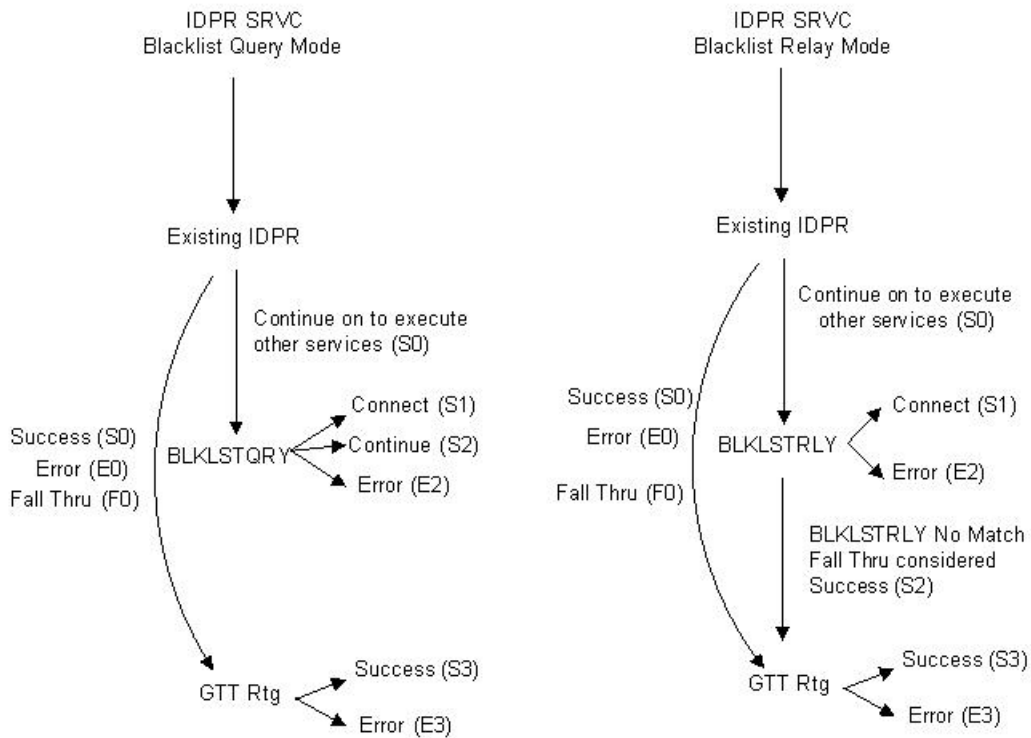 IDPR SRVC
Blacklist Query Mode
Existing IDPR
Continue on to execute
other services (S0)
Success (S0)
Error (E0)
Fall Thru (F0)
BLKLSTQRY
Connect (S1)
Continue (S2)
Error (E2)
GTT Rtg
Success (S3)
Error (E3)
IDPR SRVC
Blacklist Relay Mode
Existing IDPR
Continue on to execute
other services (S0)
Success (S0)
Error (E0)
Fall Thru (F0)
BLKLSTRLY
Connect (S1)
Error (E2)
BLKLSTRLY No Match
Fall Thru considered
Success (S2)
GTT Rtg
Success (S3)
Error (E3)